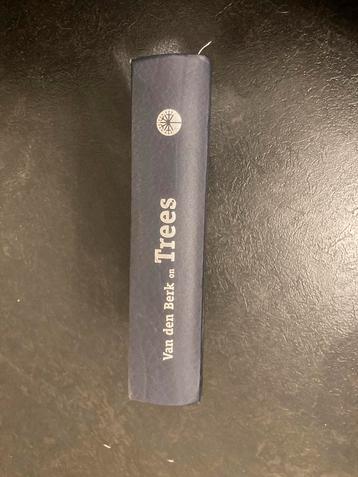 Van den Berk on Trees